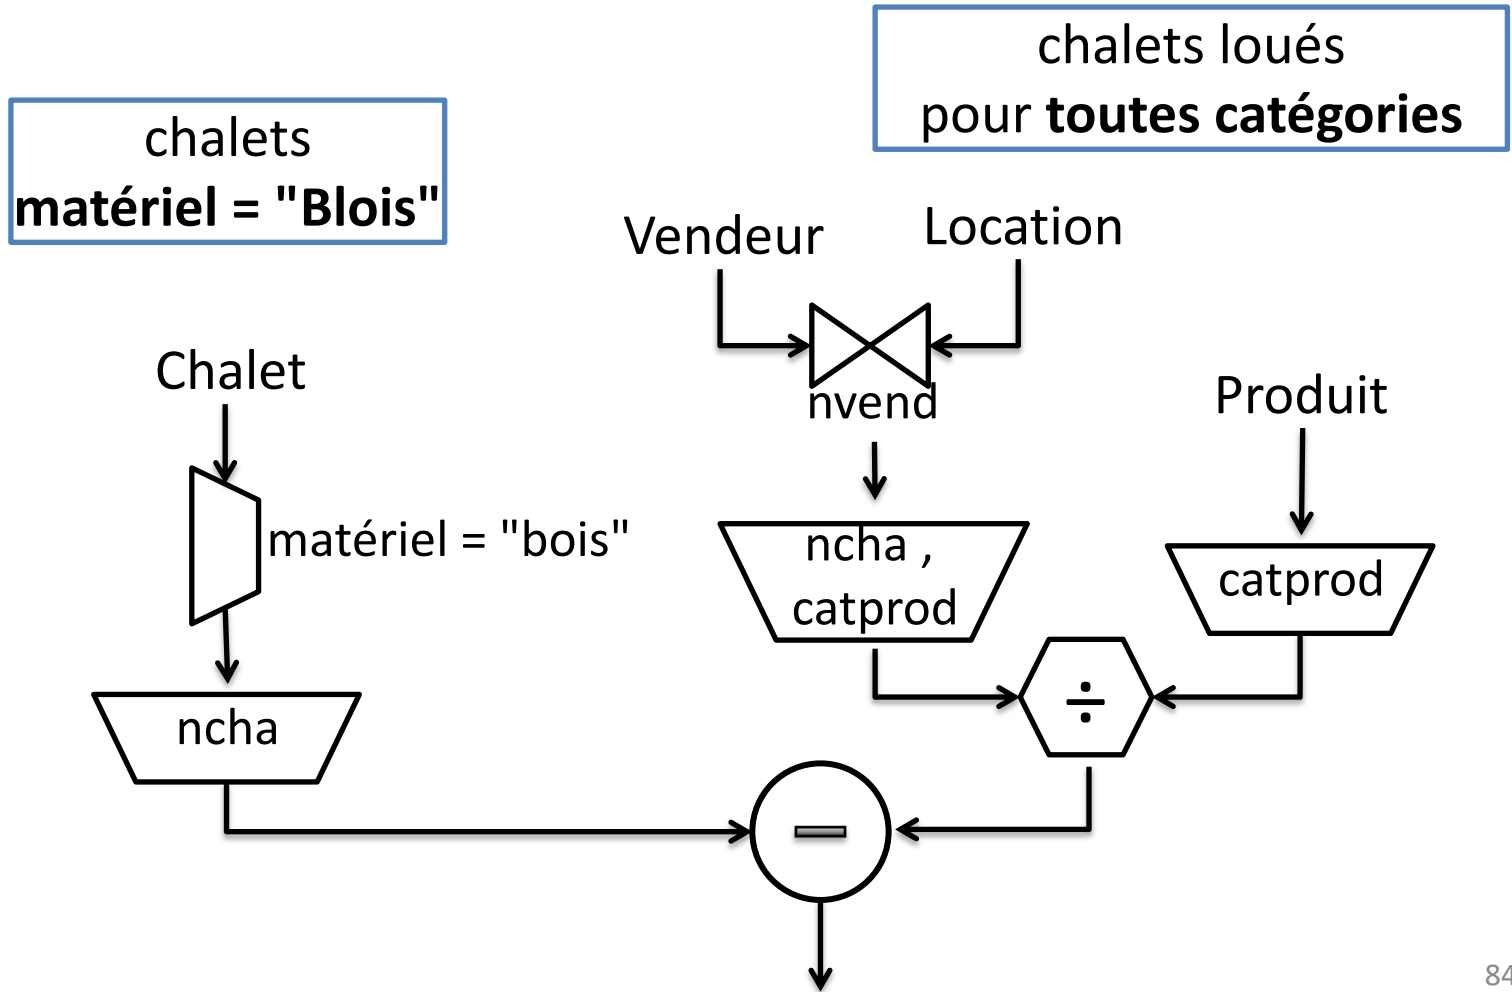 chalets loués
pour toutes catégories
chalets
matériel = "Blois"
Vendeur
Location
Chalet
nvend
Produit
matériel = "bois"
ncha ,
catprod
catprod
ncha
÷
−
84